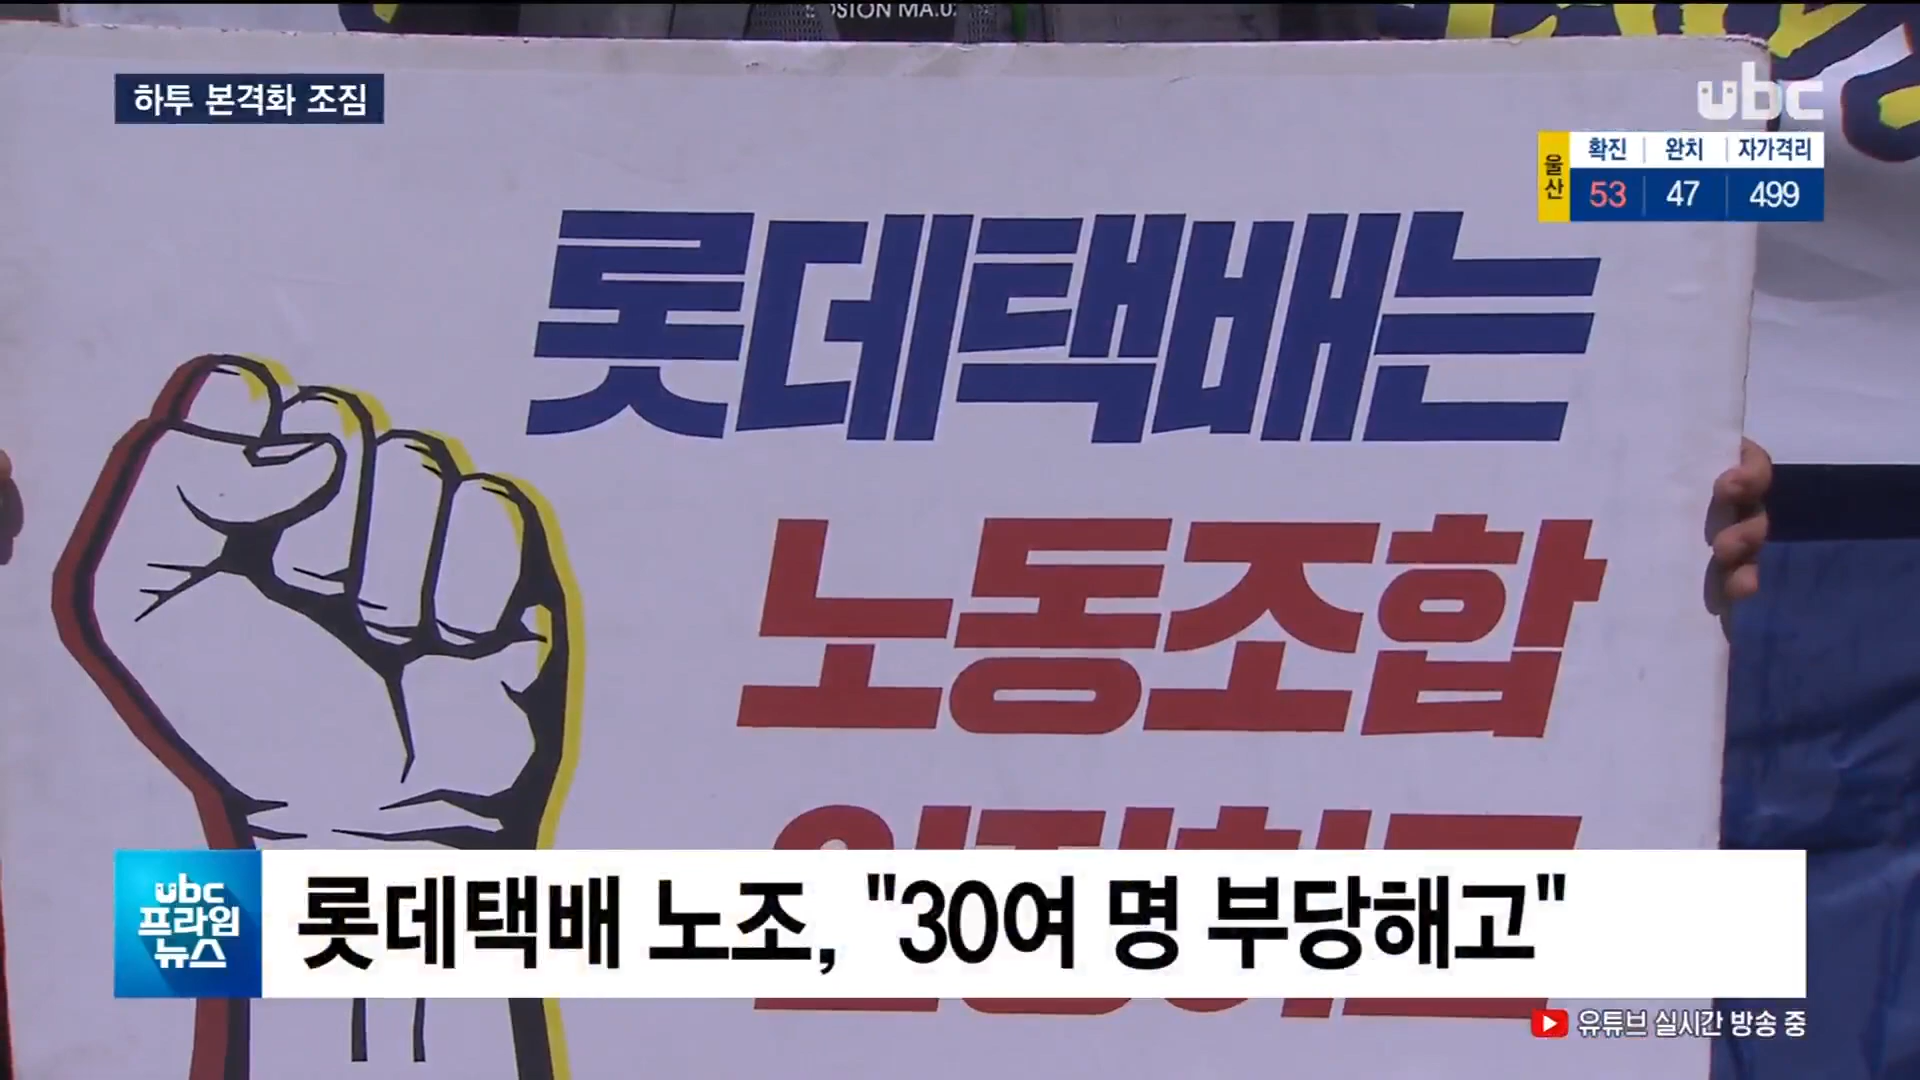 하투 본격화 조짐
ubc
울산
확진 완치 자가격리
53 47 499
롯데택배는
노동조합
ubc
프라임
뉴스
롯데택배 노조, "30여 명 부당해고"
유튜브 실시간 방송 중